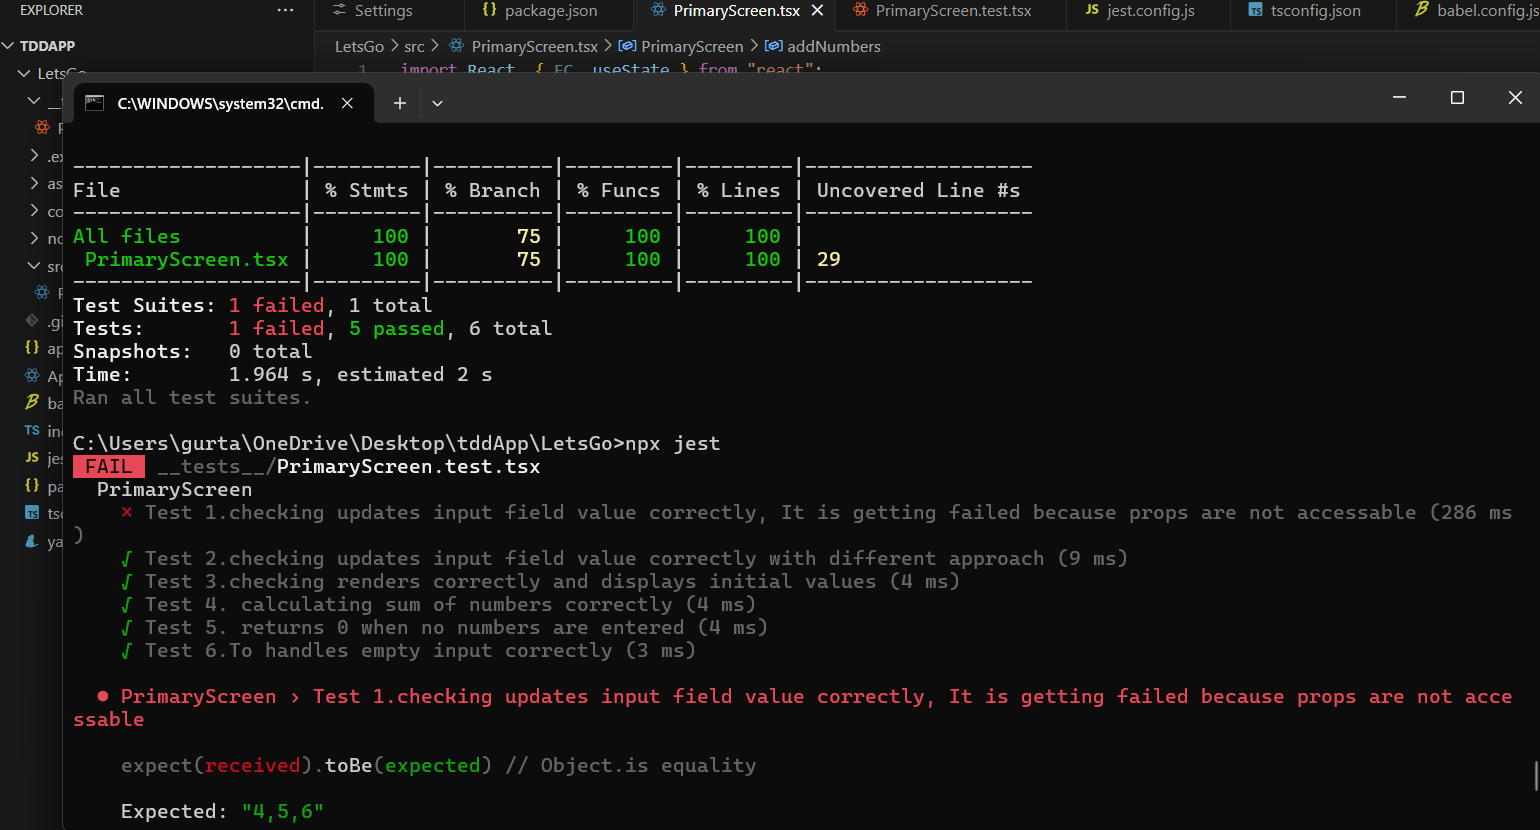 EXPLORER ···
Settings
{} package.json
PrimaryScreen.tsx
PrimaryScreen.test.tsx
JS jest.config.js
TS tsconfig.json
babel.config.js
TDDAPP
LetsGo > src > PrimaryScreen.tsx > PrimaryScreen > addNumbers
LetsGo
1 import React, { FC, useState } from "react";
C:\WINDOWS\system32\cmd.
-------------------|---------|----------|---------|---------|-------------------
File | % Stmts | % Branch | % Funcs | % Lines | Uncovered Line #s
-------------------|---------|----------|---------|---------|-------------------
All files | 100 | 75 | 100 | 100 |
PrimaryScreen.tsx | 100 | 75 | 100 | 100 | 29
-------------------|---------|----------|---------|---------|-------------------
Test Suites: 1 failed, 1 total
Tests: 1 failed, 5 passed, 6 total
Snapshots: 0 total
Time: 1.964 s, estimated 2 s
Ran all test suites.
C:\Users\gurta\OneDrive\Desktop\tddApp\LetsGo>npx jest
FAIL __tests__/PrimaryScreen.test.tsx
PrimaryScreen
× Test 1.checking updates input field value correctly, It is getting failed because props are not accessable (286 ms
)
√ Test 2.checking updates input field value correctly with different approach (9 ms)
√ Test 3.checking renders correctly and displays initial values (4 ms)
√ Test 4. calculating sum of numbers correctly (4 ms)
√ Test 5. returns 0 when no numbers are entered (4 ms)
√ Test 6.To handles empty input correctly (3 ms)
● PrimaryScreen › Test 1.checking updates input field value correctly, It is getting failed because props are not acce
ssable
expect(received).toBe(expected) // Object.is equality
Expected: "4,5,6"